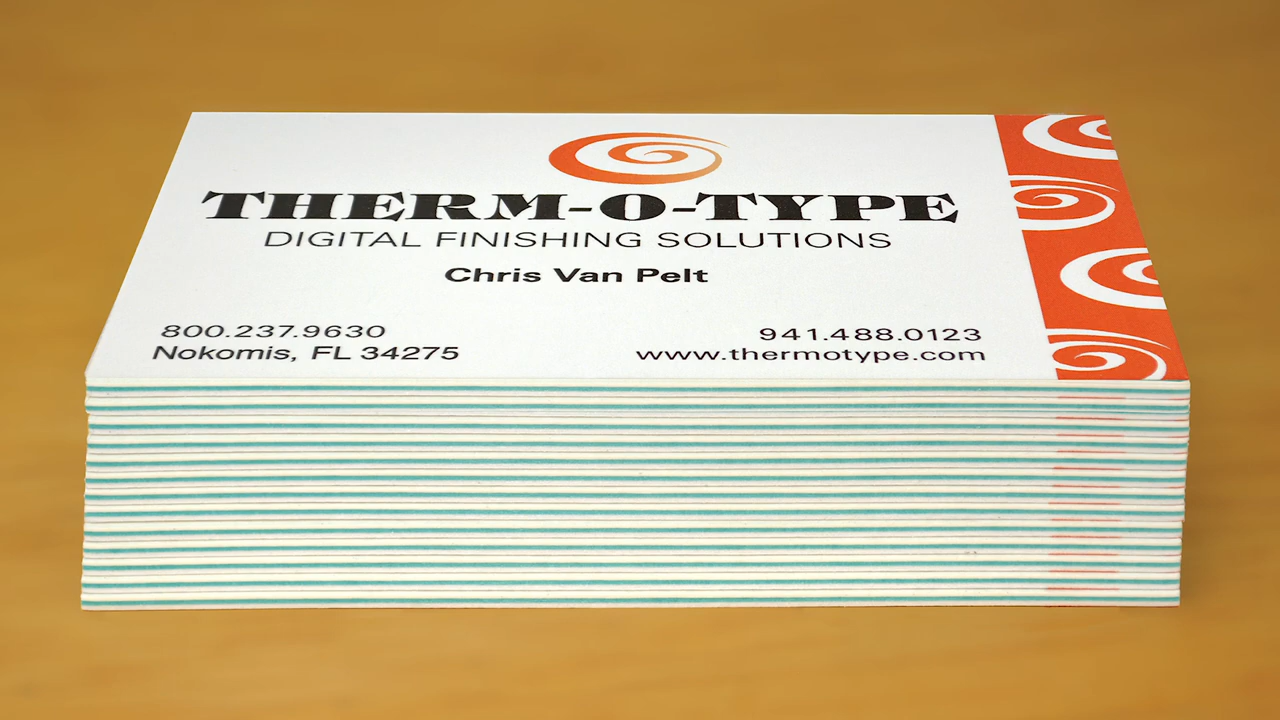 THERM-O-TYPE
DIGITAL FINISHING SOLUTIONS
Chris Van Pelt
800.237.9630
Nokomis, FL 34275
941.488.0123
www.thermotype.com